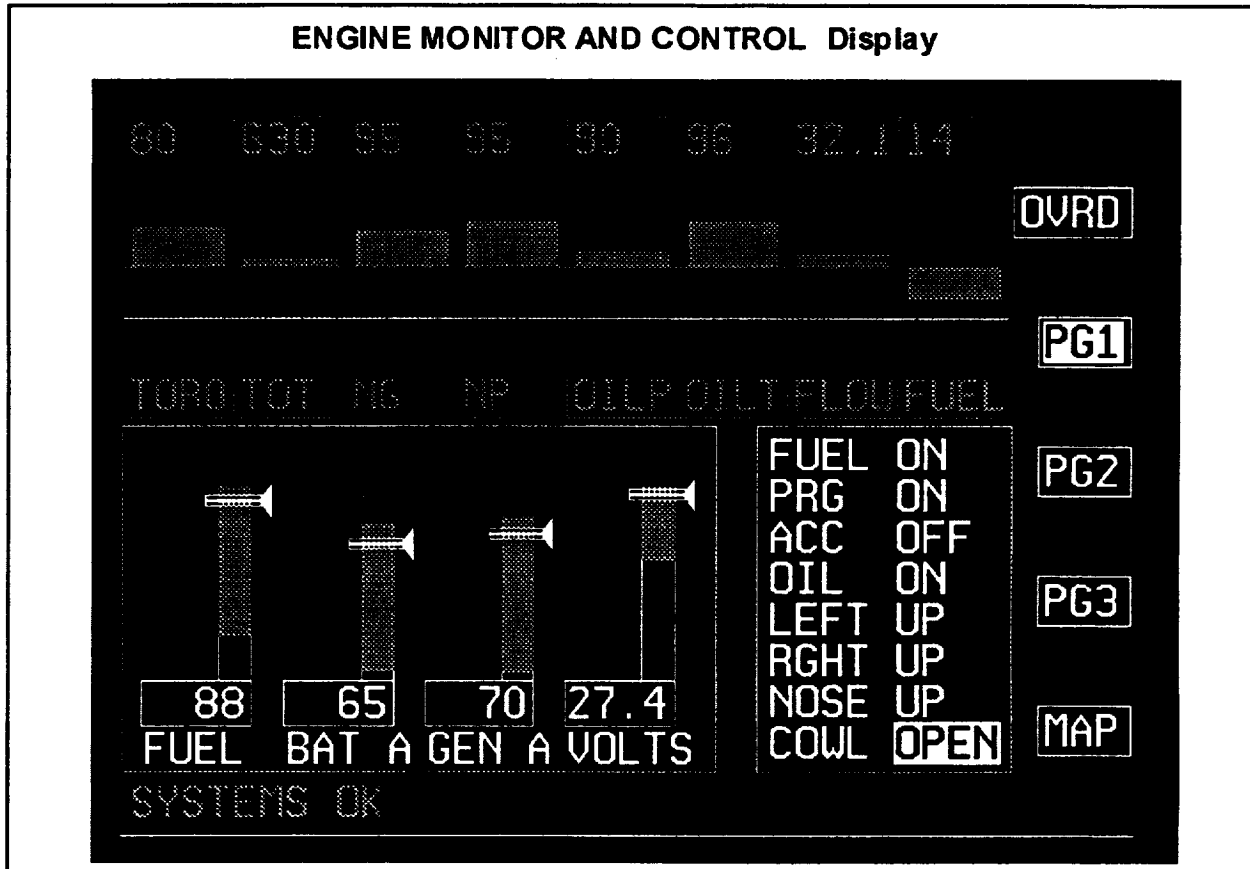 ENGINE MONITOR AND CONTROL Display
80 630 95 95 90 96 32.1 14
OVRD
PG1
TORQ TOT NG NP OILP OILT FLOW FUEL
FUEL ON
PRG ON
ACC OFF
OIL ON
LEFT UP
RGHT UP
NOSE UP
COWL OPEN
PG2
PG3
MAP
88 65 70 27.4
FUEL BAT A GEN A VOLTS
SYSTEMS OK